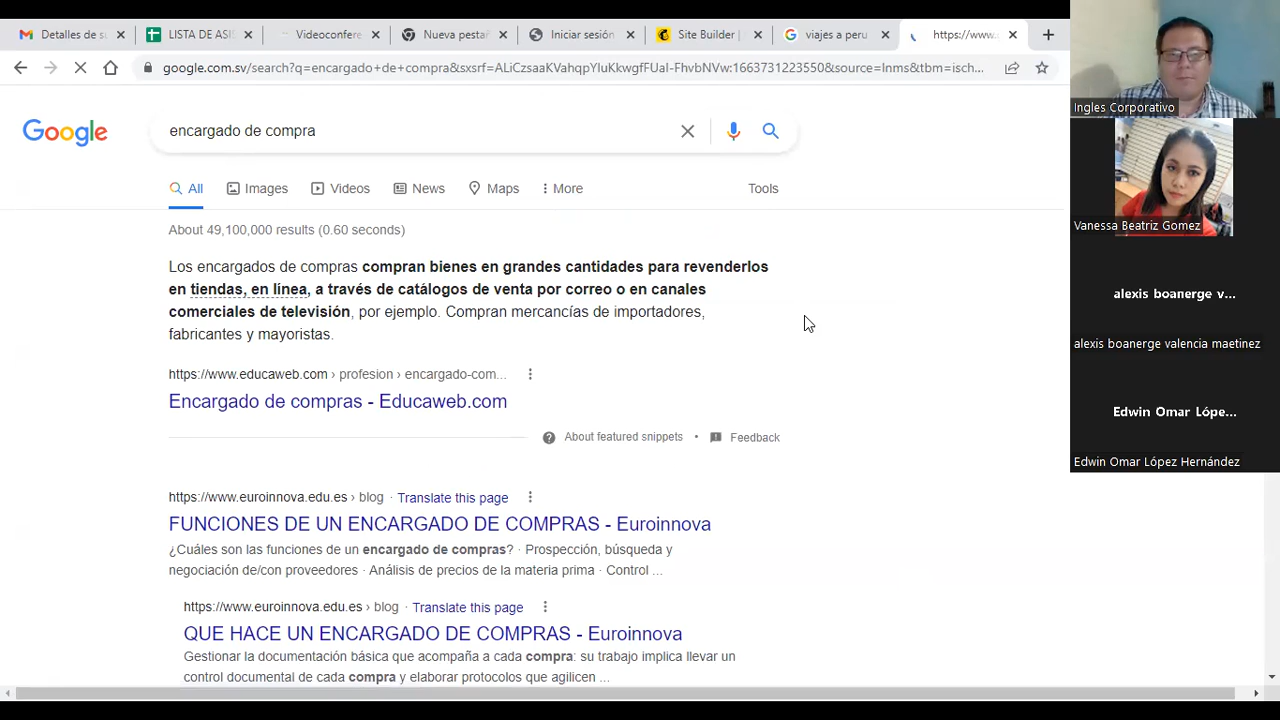 Detalles de su
LISTA DE ASI
Videoconfere
Nueva pestañ
Iniciar sesión
Site Builder |
viajes a peru
https://www.
google.com.sv/search?q=encargado+de+compra&sxsrf=ALiCzsaaKVahqpYIuKkwgfFUaI-FhvbNVw:1663731223550&source=lnms&tbm=isch...
Google
encargado de compra
All
Images
Videos
News
Maps
More
Tools
About 49,100,000 results (0.60 seconds)
Los encargados de compras compran bienes en grandes cantidades para revenderlos
en tiendas, en línea, a través de catálogos de venta por correo o en canales
comerciales de televisión, por ejemplo. Compran mercancías de importadores,
fabricantes y mayoristas.
https://www.educaweb.com › profesion › encargado-com...
Encargado de compras - Educaweb.com
About featured snippets • Feedback
https://www.euroinnova.edu.es › blog · Translate this page
FUNCIONES DE UN ENCARGADO DE COMPRAS - Euroinnova
¿Cuáles son las funciones de un encargado de compras? · Prospección, búsqueda y
negociación de/con proveedores · Análisis de precios de la materia prima · Control ...
https://www.euroinnova.edu.es › blog · Translate this page
QUE HACE UN ENCARGADO DE COMPRAS - Euroinnova
Gestionar la documentación básica que acompaña a cada compra: su trabajo implica llevar un
control documental de cada compra y elaborar protocolos que agilicen ...
Ingles Corporativo
Vanessa Beatriz Gomez
alexis boanerge v...
alexis boanerge valencia maetinez
Edwin Omar Lópe...
Edwin Omar López Hernández